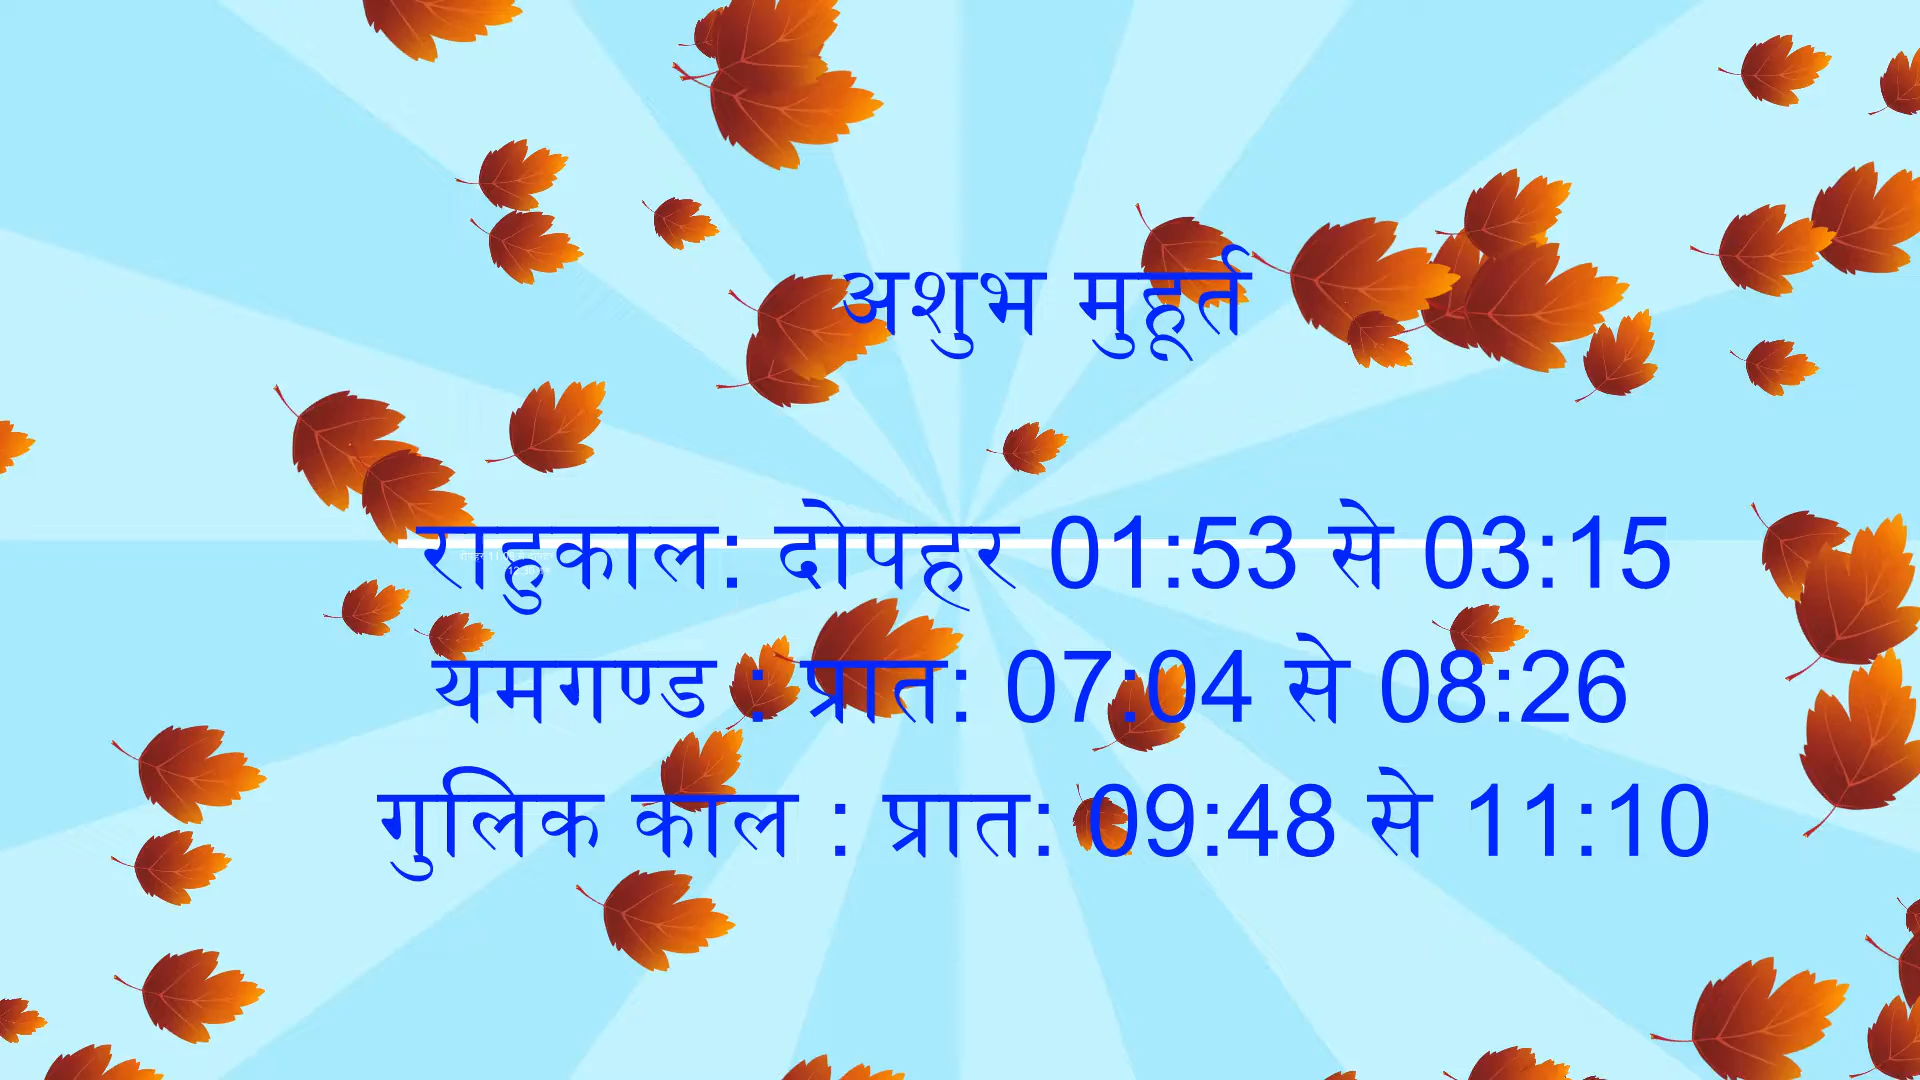 अशुभ मुहूर्त
राहुकाल: दोपहर 01:53 से 03:15
यमगण्ड : प्रात: 07:04 से 08:26
गुलिक काल : प्रात: 09:48 से 11:10